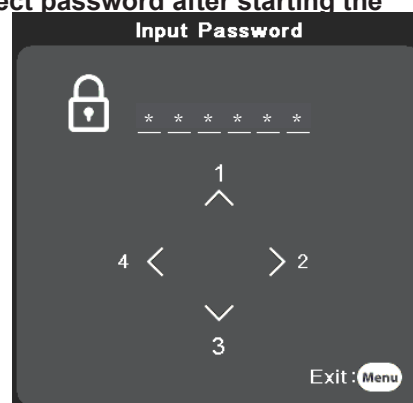 ect password after starting the
Input Password
* * * * * *
1
4 2
3
Exit: Menu